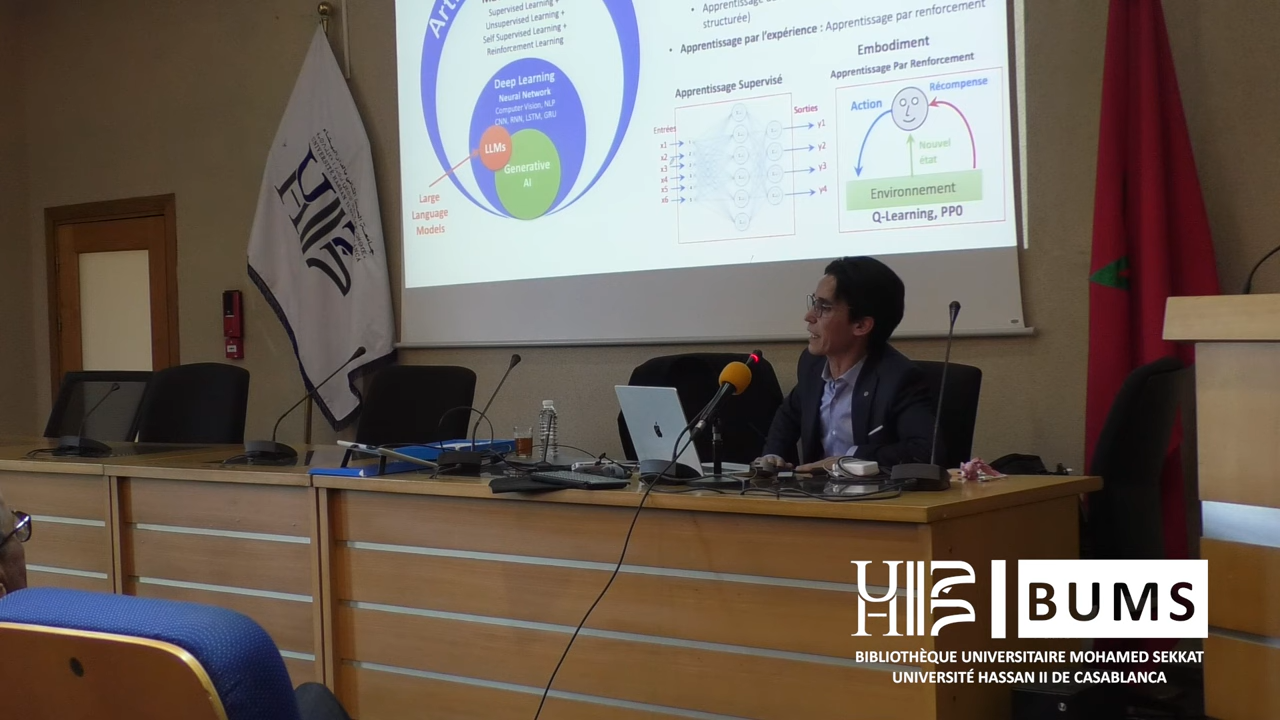 Supervised Learning +
Unsupervised Learning +
Self Supervised Learning +
Reinforcement Learning
Deep Learning
Neural Network
Computer Vision, NLP
CNN, RNN, LSTM, GRU
LLMs
Generative
AI
Large
Language
Models
structurée)
• Apprentissage par l'expérience : Apprentissage par renforcement
Apprentissage Supervisé
Entrées
x1
x2
x3
x4
x5
x6
Sorties
y1
y2
y3
y4
Embodiment
Apprentissage Par Renforcement
Action
Récompense
Nouvel
état
Environnement
Q-Learning, PPO
BUMS
BIBLIOTHÈQUE UNIVERSITAIRE MOHAMED SEKKAT
UNIVERSITÉ HASSAN II DE CASABLANCA